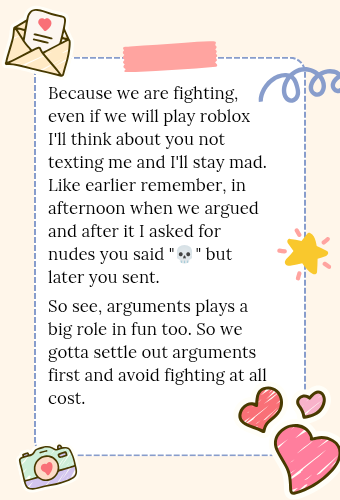 Because we are fighting,
even if we will play roblox
I'll think about you not
texting me and I'll stay mad.
Like earlier remember, in
afternoon when we argued
and after it I asked for
nudes you said "💀" but
later you sent.
So see, arguments plays a
big role in fun too. So we
gotta settle out arguments
first and avoid fighting at all
cost.